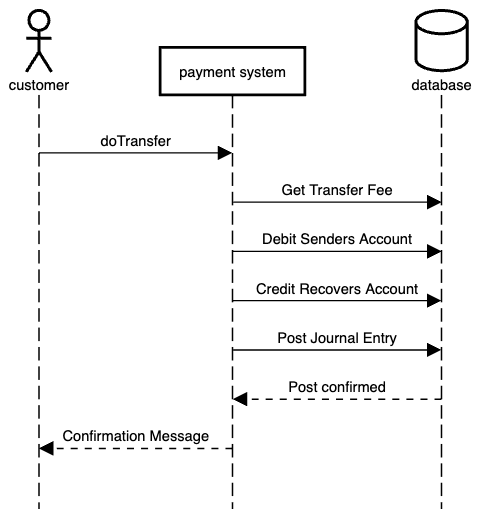 customer
payment system
database
doTransfer
Get Transfer Fee
Debit Senders Account
Credit Recovers Account
Post Journal Entry
Post confirmed
Confirmation Message